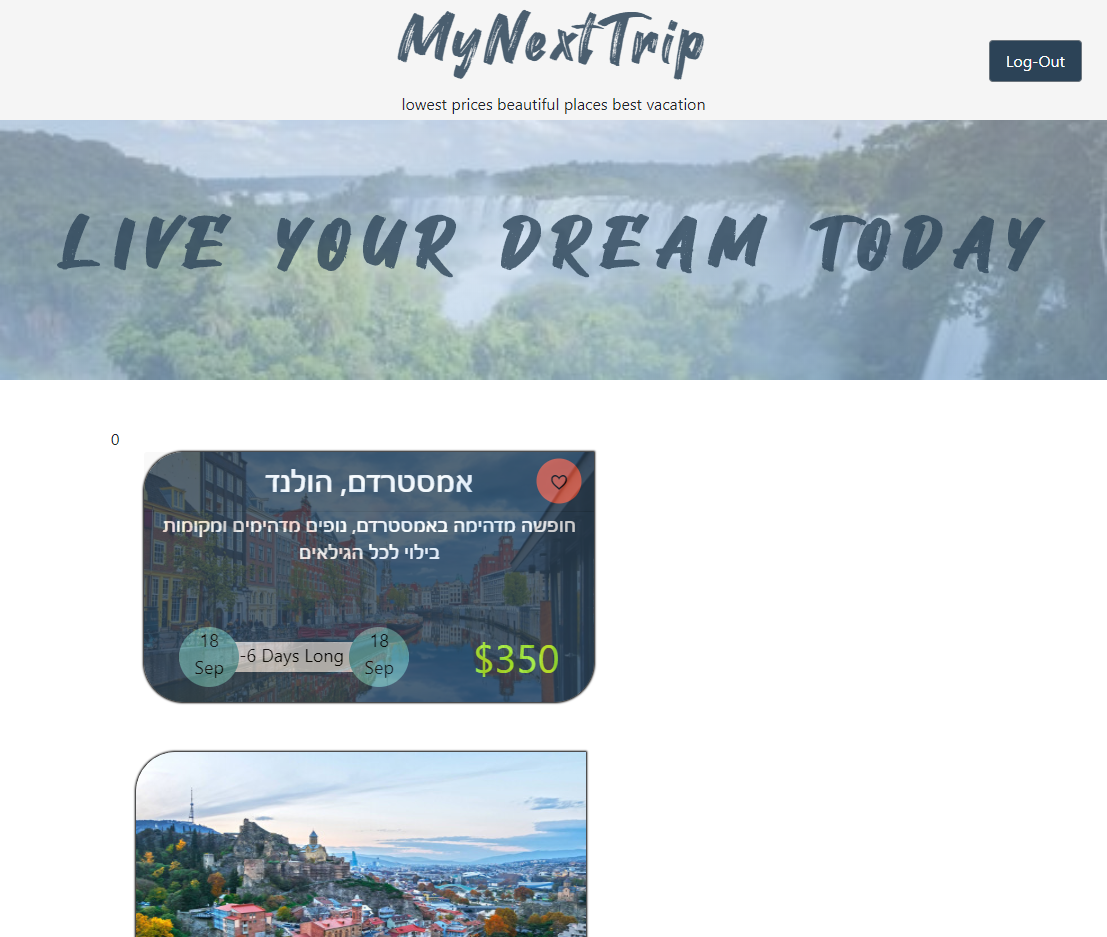 MyNextTrip
Log-Out
lowest prices beautiful places best vacation
LIVE YOUR DREAM TODAY
0
אמסטרדם, הולנד
חופשה מדהימה באמסטרדם, נופים מדהימים ומקומות
בילוי לכל הגילאים
18
Sep
-6 Days Long
18
Sep
$350